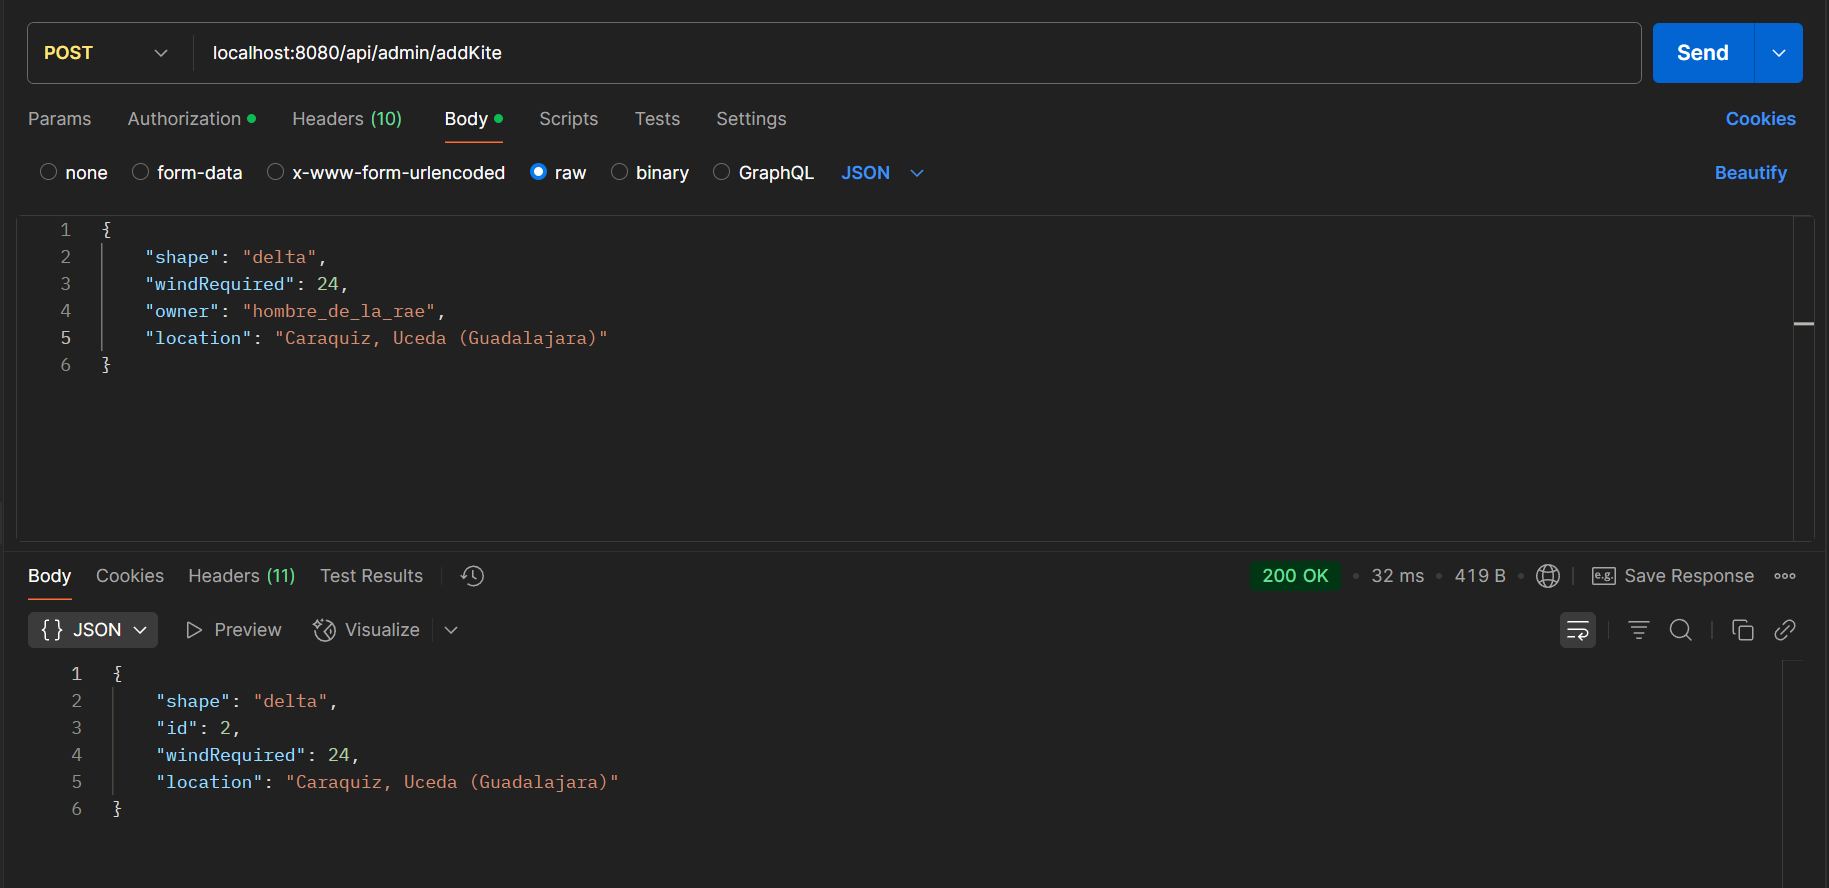 POST localhost:8080/api/admin/addKite Send
Params Authorization Headers (10) Body Scripts Tests Settings Cookies
none form-data x-www-form-urlencoded raw binary GraphQL JSON Beautify
1 {
2 "shape": "delta",
3 "windRequired": 24,
4 "owner": "hombre_de_la_rae",
5 "location": "Caraquiz, Uceda (Guadalajara)"
6 }
Body Cookies Headers (11) Test Results 200 OK • 32 ms • 419 B • e.g. Save Response
{} JSON Preview Visualize
1 {
2 "shape": "delta",
3 "id": 2,
4 "windRequired": 24,
5 "location": "Caraquiz, Uceda (Guadalajara)"
6 }